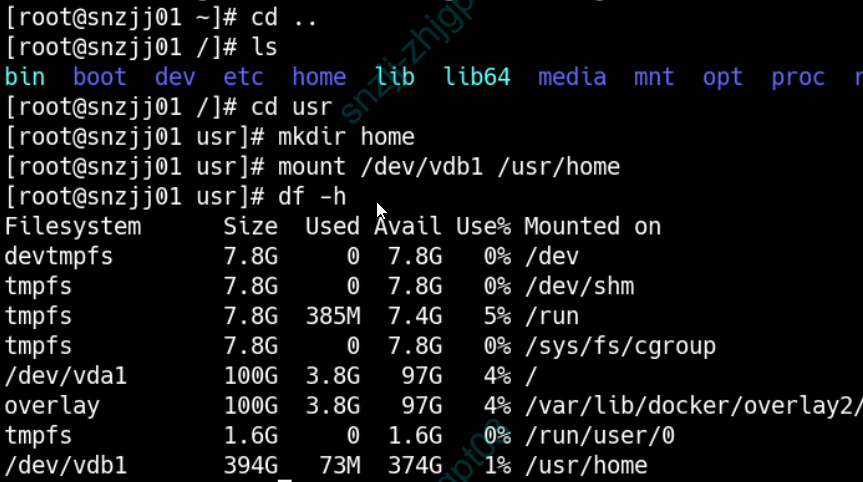 [root@snzjj01 ~]# cd ..
[root@snzjj01 /]# ls
bin  boot  dev  etc  home  lib  lib64  media  mnt  opt  proc
[root@snzjj01 /]# cd usr
[root@snzjj01 usr]# mkdir home
[root@snzjj01 usr]# mount /dev/vdb1 /usr/home
[root@snzjj01 usr]# df -h
Filesystem      Size  Used Avail Use% Mounted on
devtmpfs        7.8G     0  7.8G   0% /dev
tmpfs           7.8G     0  7.8G   0% /dev/shm
tmpfs           7.8G  385M  7.4G   5% /run
tmpfs           7.8G     0  7.8G   0% /sys/fs/cgroup
/dev/vda1       100G  3.8G   97G   4% /
overlay         100G  3.8G   97G   4% /var/lib/docker/overlay2/
tmpfs           1.6G     0  1.6G   0% /run/user/0
/dev/vdb1       394G   73M  374G   1% /usr/home